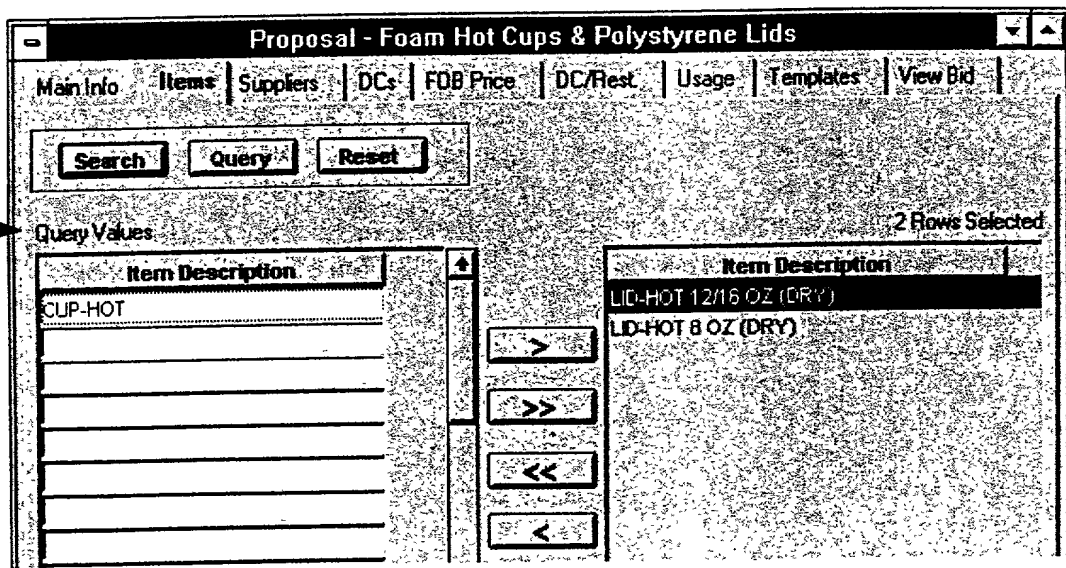 Proposal - Foam Hot Cups & Polystyrene Lids
Main Info Items Suppliers DCs FOB Price DC/Rest. Usage Templates View Bid
Search Query Reset
Query Values
2 Rows Selected
Item Description
Item Description
CUP-HOT
LID-HOT 12/16 OZ (DRY)
LID-HOT 8 OZ (DRY)
>
>>
<<
<